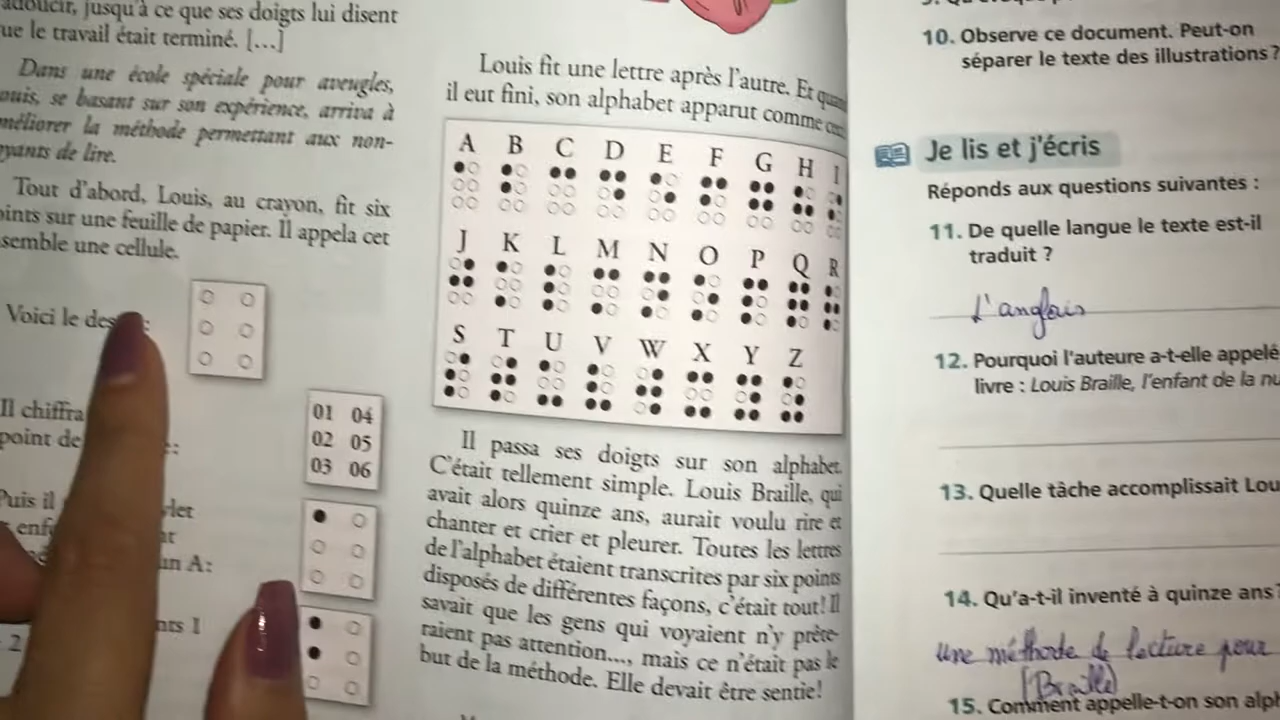 adoucir, jusqu'à ce que ses doigts lui disent
que le travail était terminé. [...]
Dans une école spéciale pour aveugles,
Louis, se basant sur son expérience, arriva à
méliorer la méthode permettant aux non-
yants de lire.
Tout d'abord, Louis, au crayon, fit six
oints sur une feuille de papier. Il appela cet
semble une cellule.
Voici le des
Il chiffra
point de
01 04
02 05
03 06
Puis il
enf
un A:
nts 1
2
Louis fit une lettre après l'autre. Et quan
il eut fini, son alphabet apparut comme
A B C D E F G H I
J K L M N O P Q R
S T U V W X Y Z
Il passa ses doigts sur son alphabet.
C'était tellement simple. Louis Braille, qui
avait alors quinze ans, aurait voulu rire et
chanter et crier et pleurer. Toutes les lettres
de l'alphabet étaient transcrites par six points
disposés de différentes façons, c'était tout! Il
savait que les gens qui voyaient n'y prête-
raient pas attention..., mais ce n'était pas le
but de la méthode. Elle devait être sentie!
10. Observe ce document. Peut-on
séparer le texte des illustrations ?
Je lis et j'écris
Réponds aux questions suivantes :
11. De quelle langue le texte est-il
traduit ?
L'anglais
12. Pourquoi l'auteure a-t-elle appelé
livre : Louis Braille, l'enfant de la nu
13. Quelle tâche accomplissait Lou
14. Qu'a-t-il inventé à quinze ans ?
une méthode de lecture pour
(Braille)
15. Comment appelle-t-on son alph